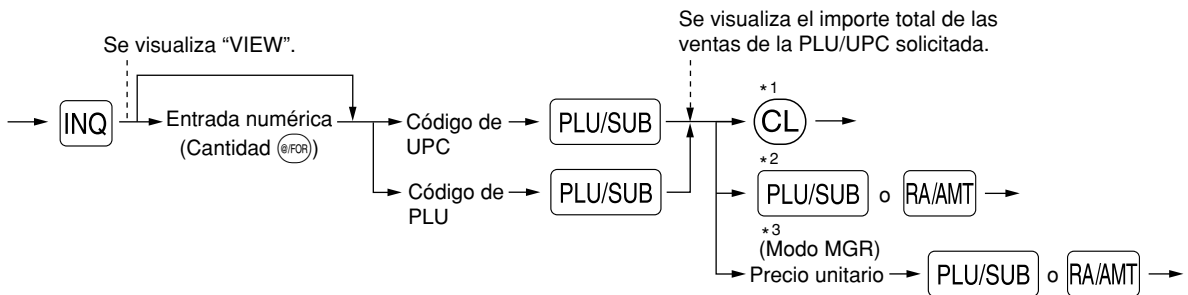 Se visualiza el importe total de las
ventas de la PLU/UPC solicitada.
Se visualiza “VIEW”.
INQ
Entrada numérica
(Cantidad @/FOR)
Código de
UPC
PLU/SUB
Código de
PLU
PLU/SUB
*1
CL
*2
PLU/SUB o RA/AMT
*3
(Modo MGR)
Precio unitario PLU/SUB o RA/AMT